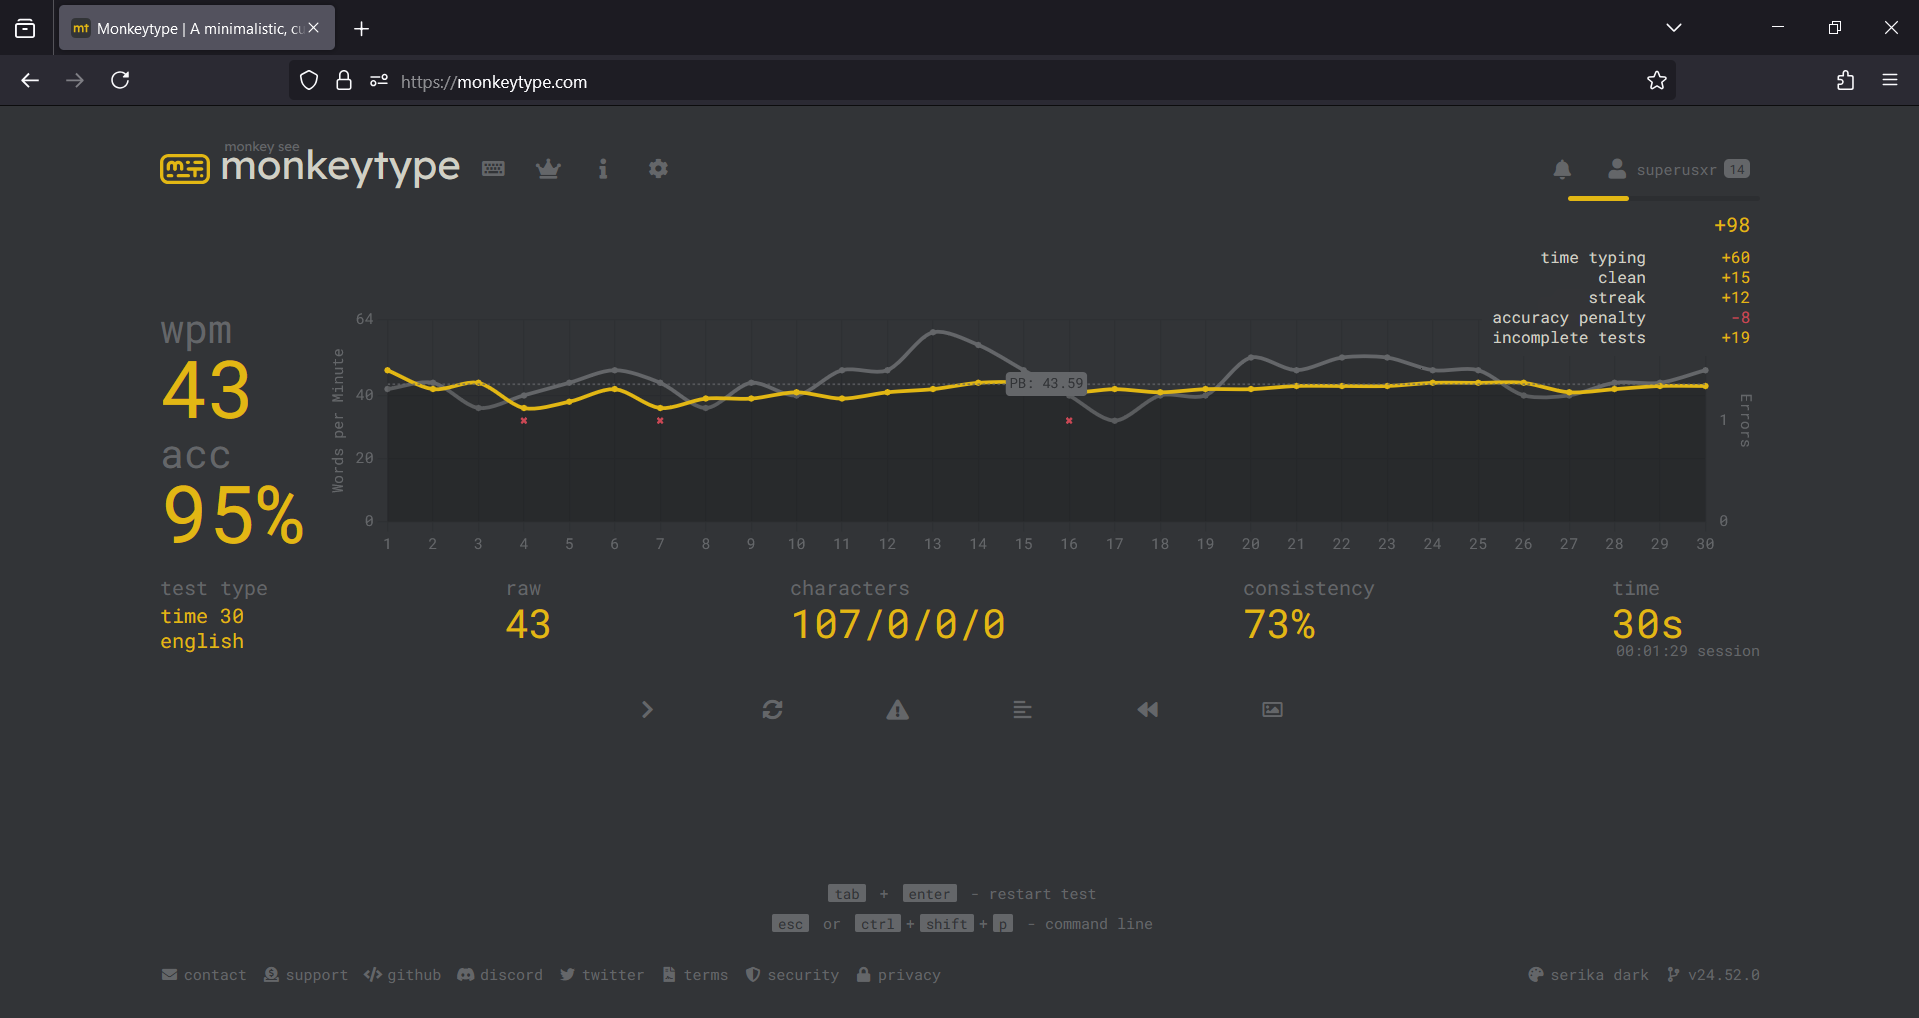 mt Monkeytype | A minimalistic, cu
https://monkeytype.com
monkey see
monkeytype
superusxr 14
+98
time typing +60
clean +15
streak +12
accuracy penalty -8
incomplete tests +19
wpm
43
acc
95%
Words per Minute
64
40
20
0
PB: 43.59
Errors
1
0
1 2 3 4 5 6 7 8 9 10 11 12 13 14 15 16 17 18 19 20 21 22 23 24 25 26 27 28 29 30
test type
time 30
english
raw
43
characters
107/0/0/0
consistency
73%
time
30s
00:01:29 session
tab + enter - restart test
esc or ctrl + shift + p - command line
contact support github discord twitter terms security privacy
serika dark v24.52.0